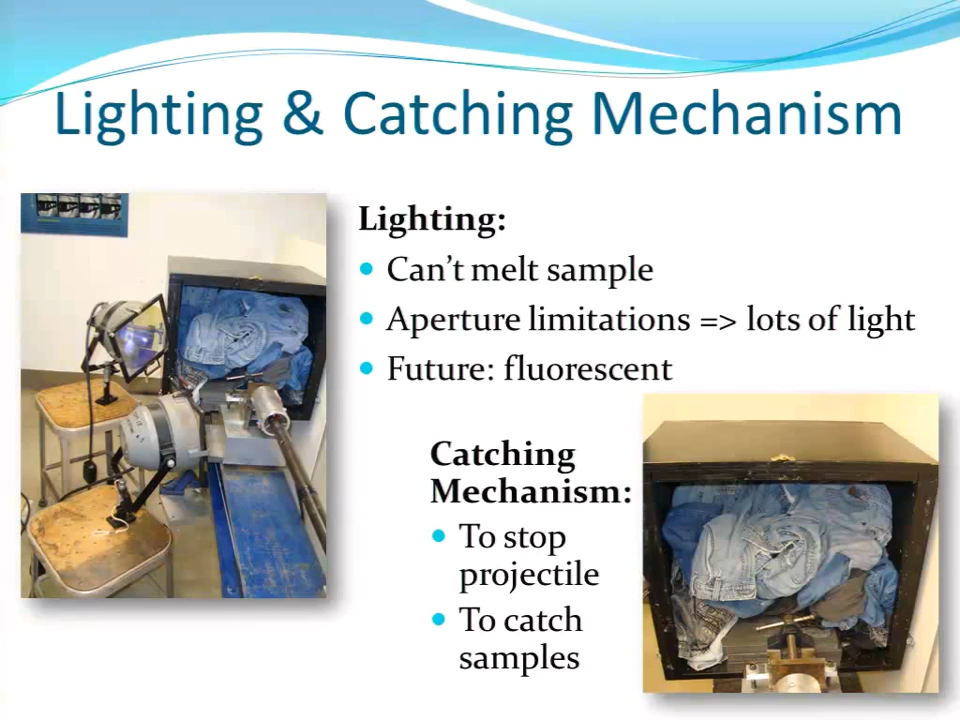 Lighting & Catching Mechanism
Lighting:
Can't melt sample
Aperture limitations => lots of light
Future: fluorescent
Catching
Mechanism:
To stop
projectile
To catch
samples